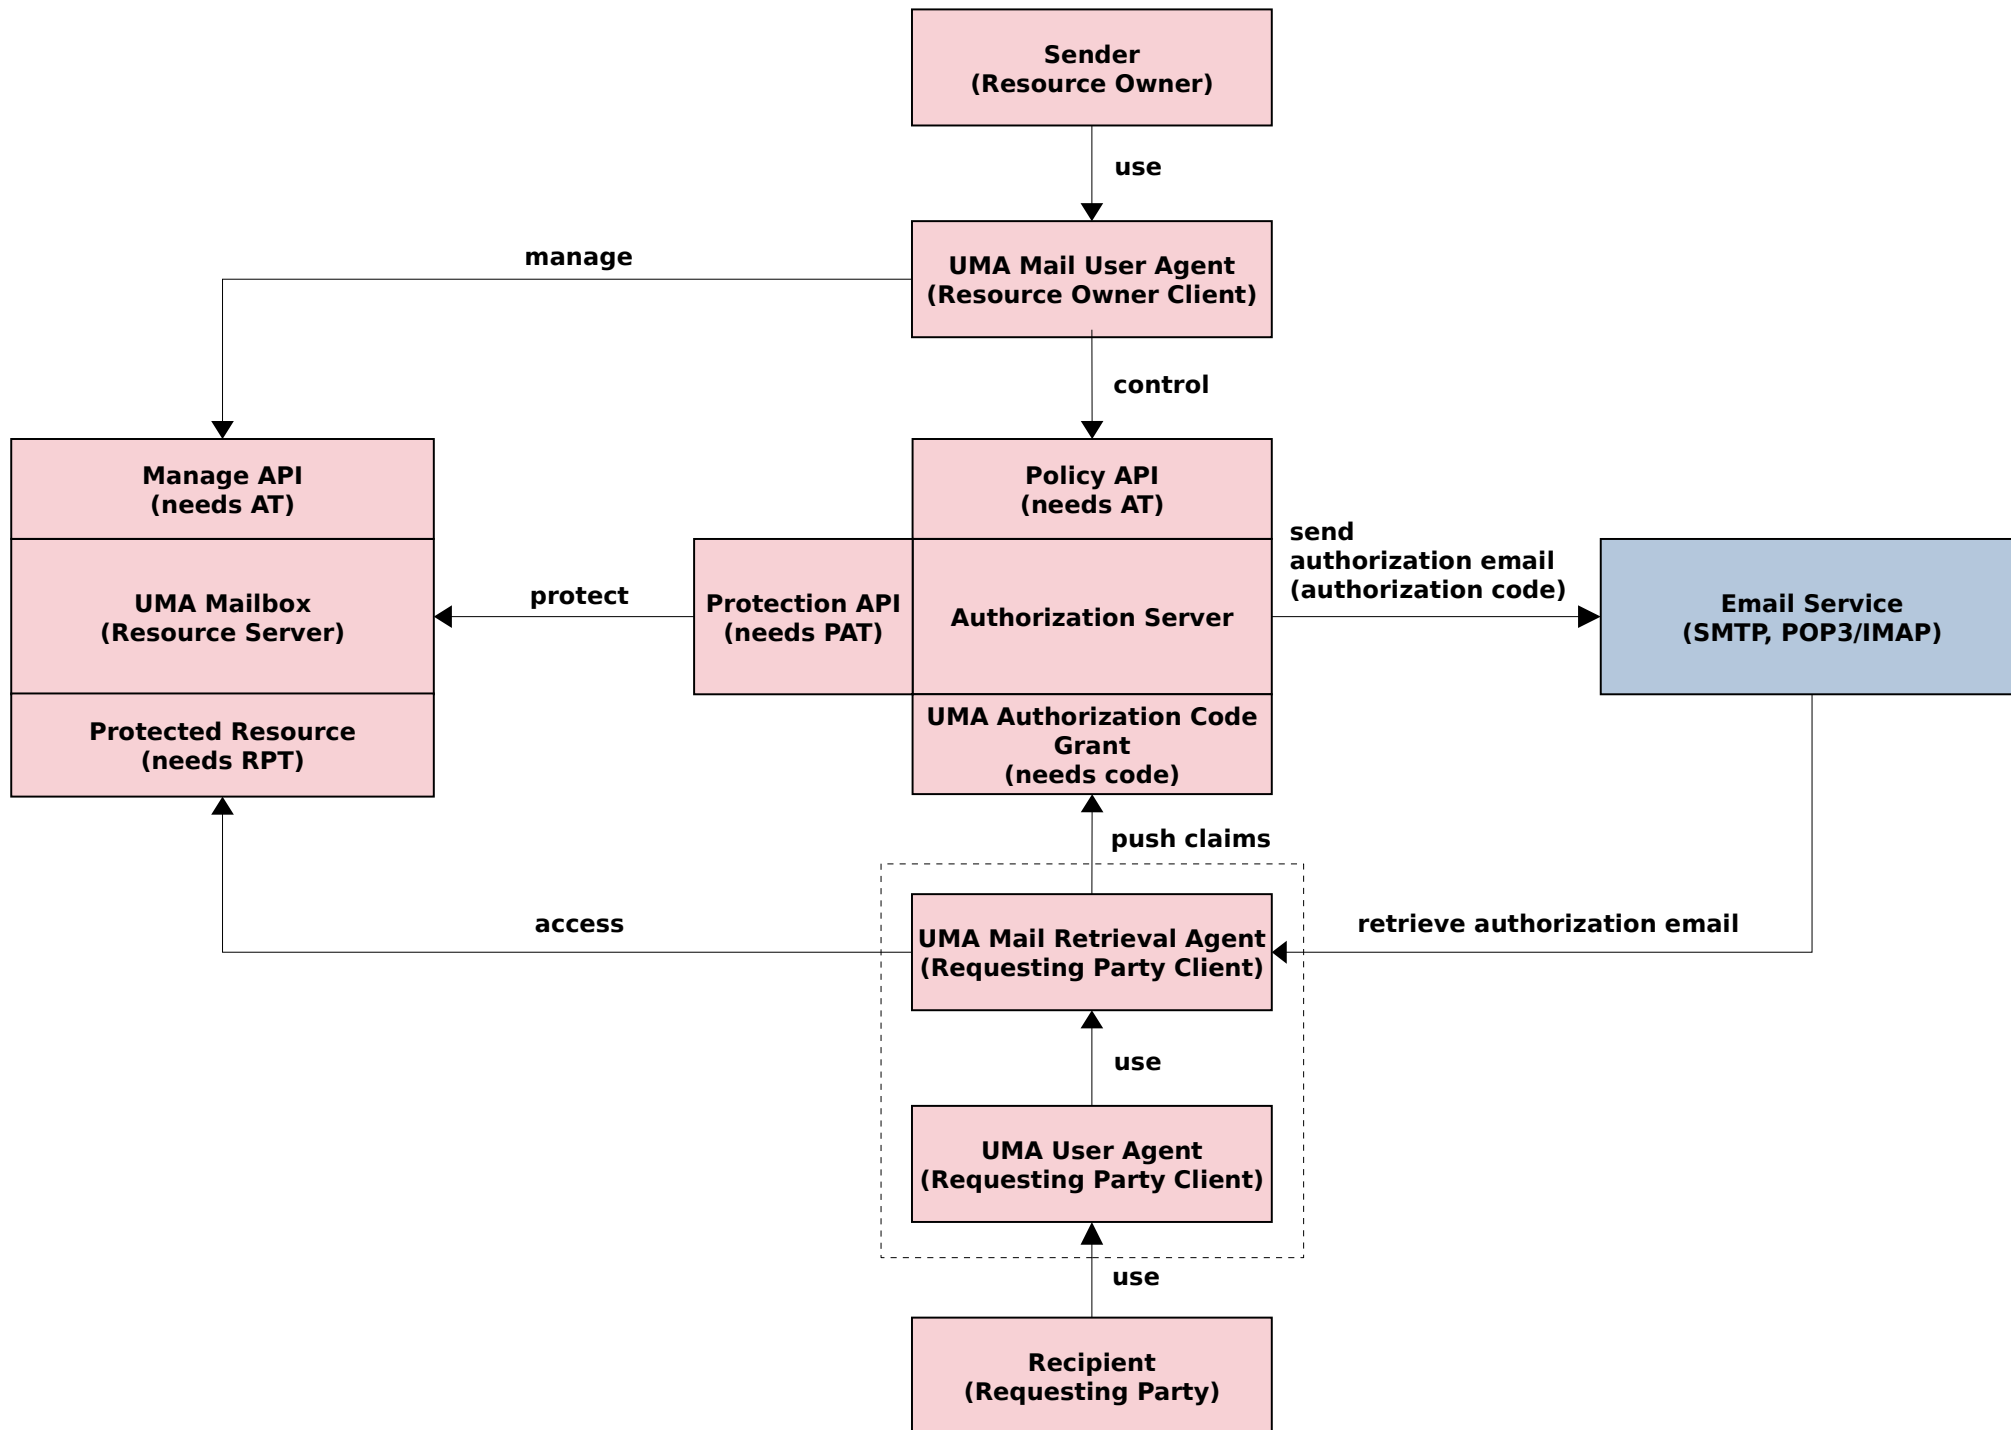 Sender
(Resource Owner)
use
manage
UMA Mail User Agent
(Resource Owner Client)
control
Manage API
(needs AT)
Policy API
(needs AT)
send
authorization email
(authorization code)
UMA Mailbox
(Resource Server)
protect
Protection API
(needs PAT)
Authorization Server
Email Service
(SMTP, POP3/IMAP)
Protected Resource
(needs RPT)
UMA Authorization Code
Grant
(needs code)
push claims
access
UMA Mail Retrieval Agent
(Requesting Party Client)
retrieve authorization email
use
UMA User Agent
(Requesting Party Client)
use
Recipient
(Requesting Party)